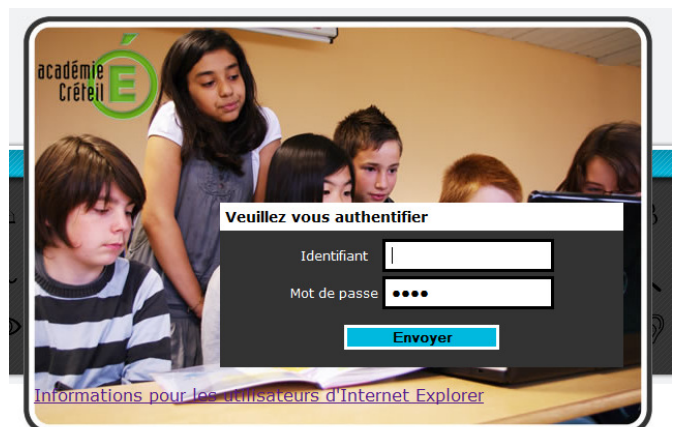 académie
Créteil
É
Veuillez vous authentifier
Identifiant
Mot de passe ••••
Envoyer
Informations pour les utilisateurs d'Internet Explorer